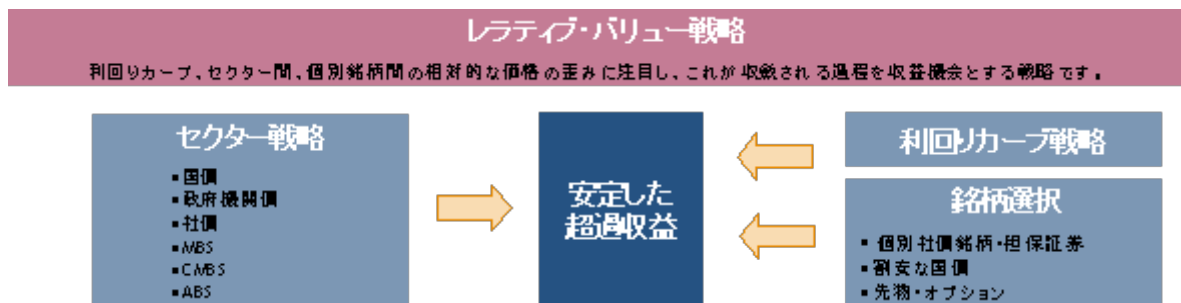 レラティブ・バリュー戦略
利回りカーブ、セクター間、個別銘柄間の相対的な価格の歪みに注目し、これが収斂される過程を収益機会とする戦略です。
セクター戦略
▪国債
▪政府機関債
▪社債
▪MBS
▪CMBS
▪ABS
安定した
超過収益
利回りカーブ戦略
銘柄選択
▪個別社債銘柄・担保証券
▪割安な国債
▪先物・オプション